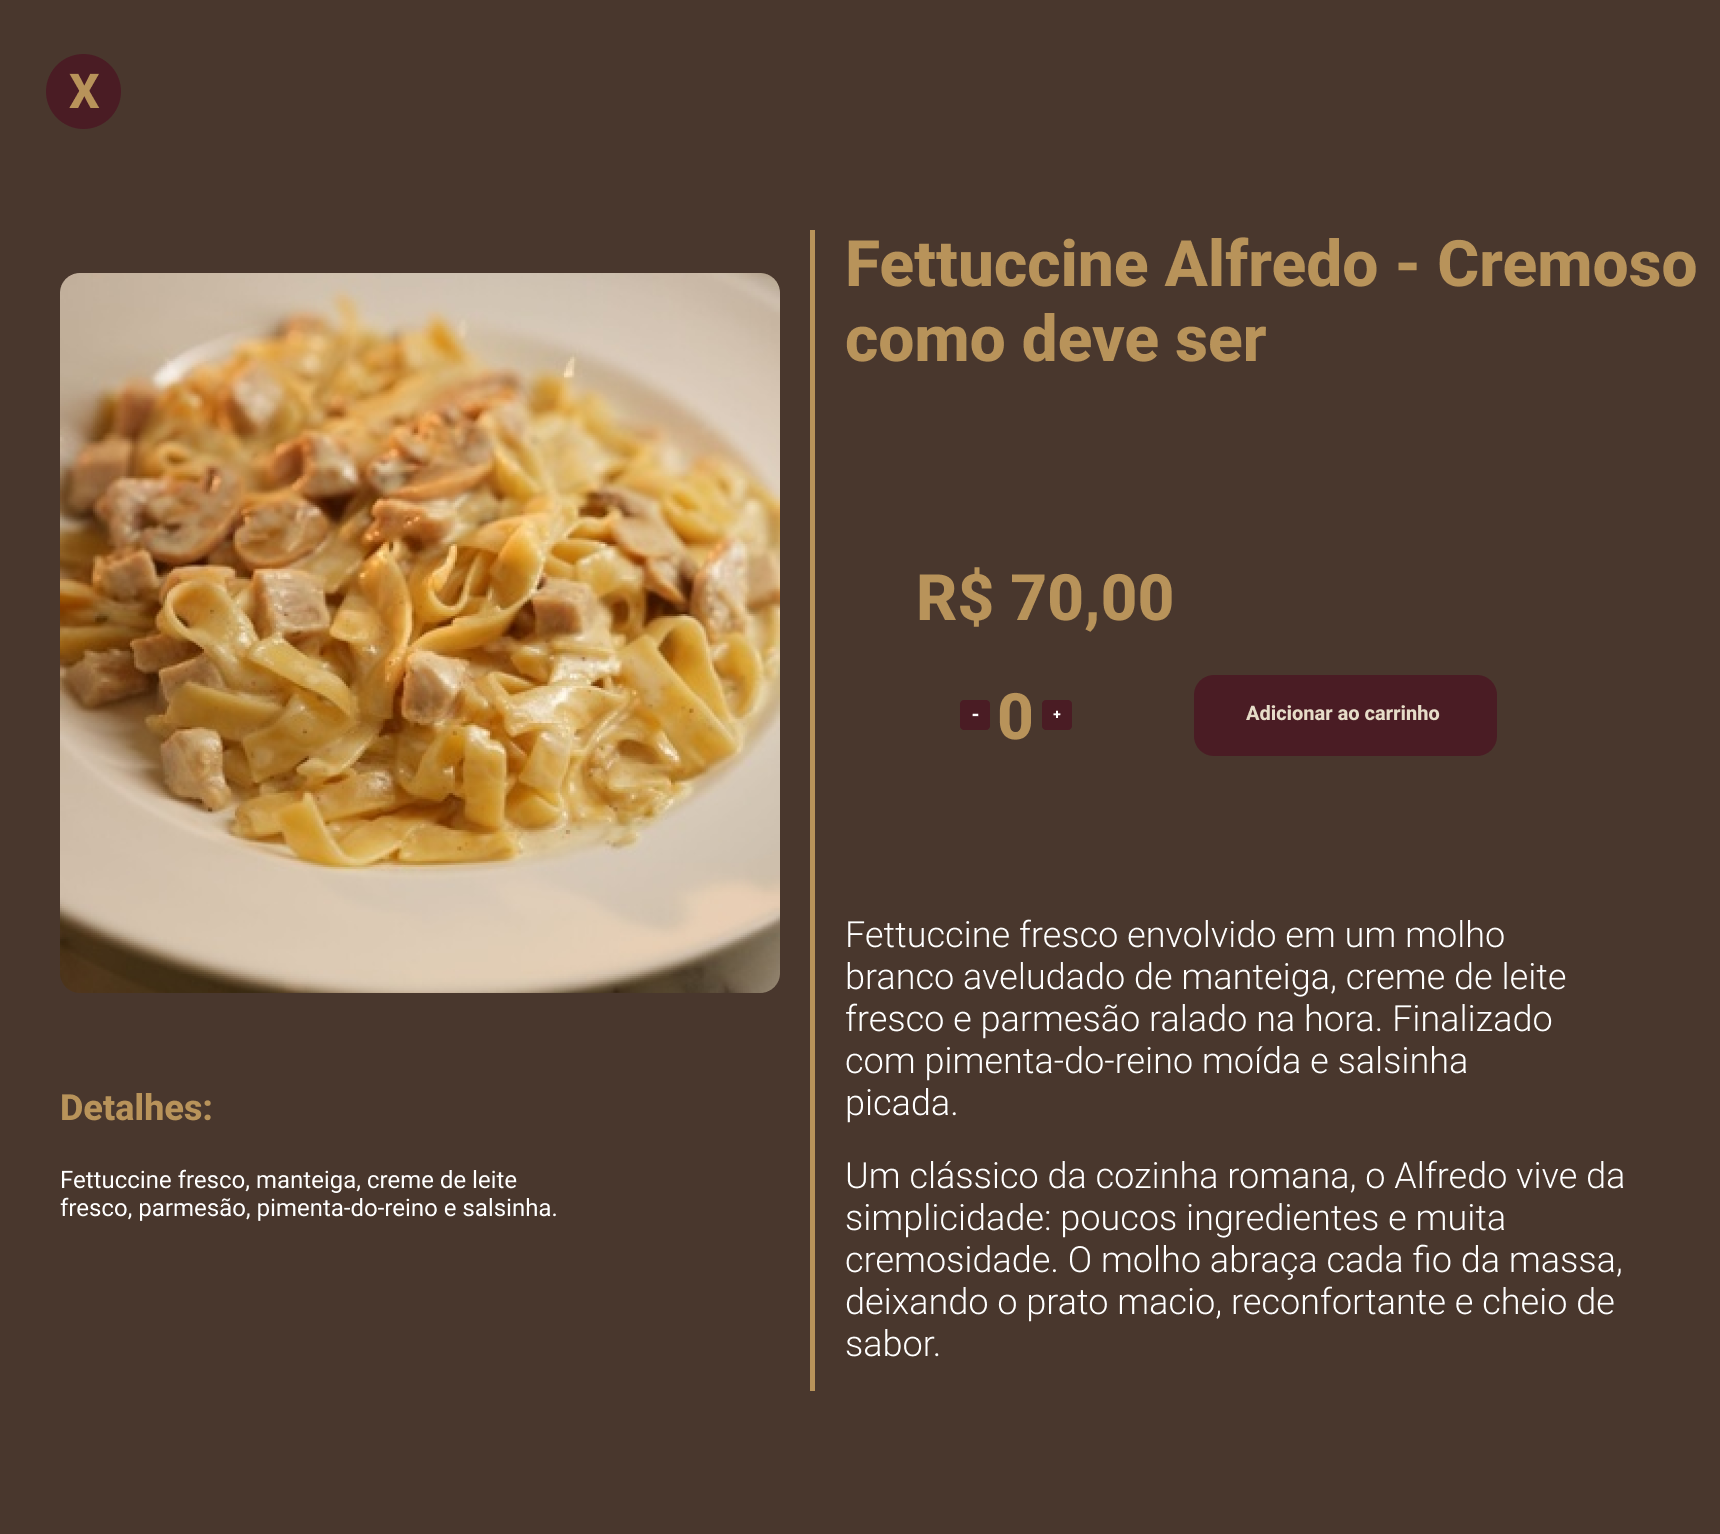 X
Fettuccine Alfredo - Cremoso
como deve ser
R$ 70,00
- 0 +
Adicionar ao carrinho
Fettuccine fresco envolvido em um molho
branco aveludado de manteiga, creme de leite
fresco e parmesão ralado na hora. Finalizado
com pimenta-do-reino moída e salsinha
picada.
Um clássico da cozinha romana, o Alfredo vive da
simplicidade: poucos ingredientes e muita
cremosidade. O molho abraça cada fio da massa,
deixando o prato macio, reconfortante e cheio de
sabor.
Detalhes:
Fettuccine fresco, manteiga, creme de leite
fresco, parmesão, pimenta-do-reino e salsinha.